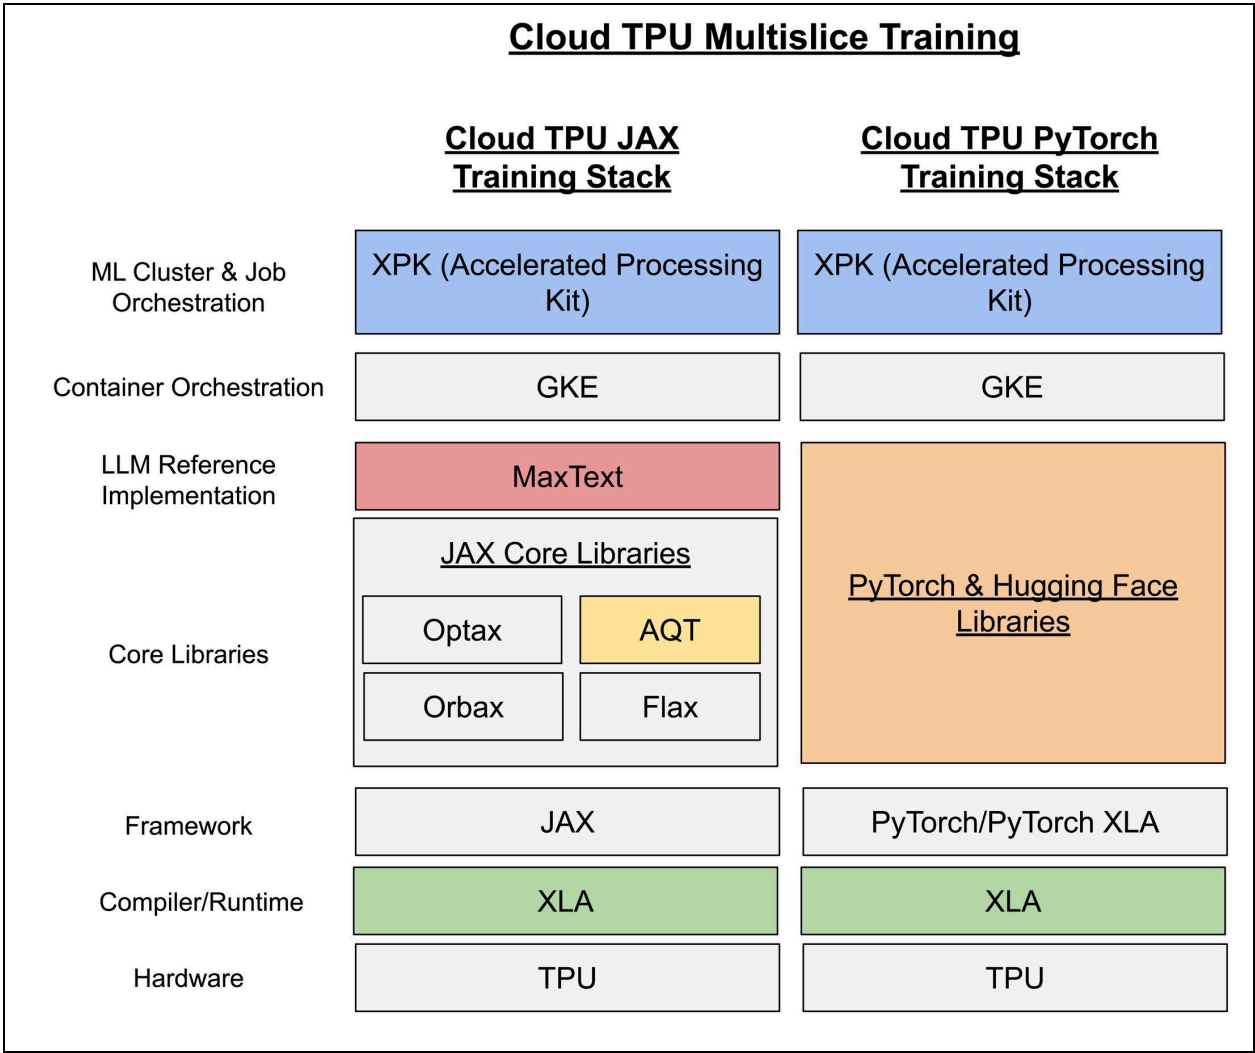 Cloud TPU Multislice Training
Cloud TPU JAX
Training Stack
Cloud TPU PyTorch
Training Stack
ML Cluster & Job
Orchestration
XPK (Accelerated Processing
Kit)
XPK (Accelerated Processing
Kit)
Container Orchestration
GKE
GKE
LLM Reference
Implementation
MaxText
PyTorch & Hugging Face
Libraries
Core Libraries
JAX Core Libraries
Optax
AQT
Orbax
Flax
Framework
JAX
PyTorch/PyTorch XLA
Compiler/Runtime
XLA
XLA
Hardware
TPU
TPU